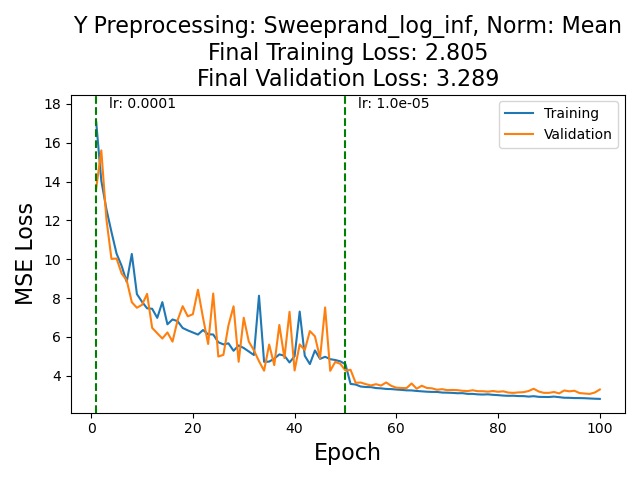 Y Preprocessing: Sweeprand_log_inf, Norm: Mean
Final Training Loss: 2.805
Final Validation Loss: 3.289
lr: 0.0001
lr: 1.0e-05
Training
Validation
18
16
14
12
10
8
6
4
MSE Loss
0
20
40
60
80
100
Epoch